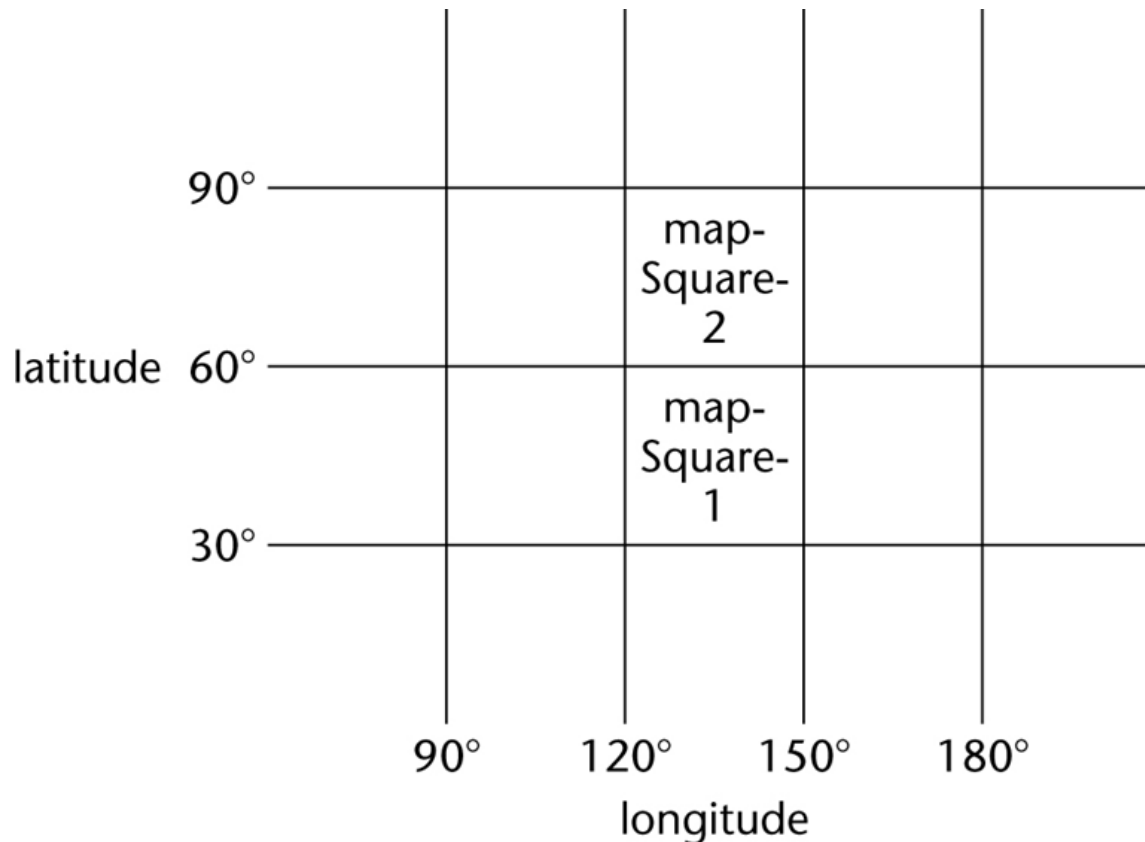 90°
map-
Square-
2
latitude 60°
map-
Square-
1
30°
90° 120° 150° 180°
longitude